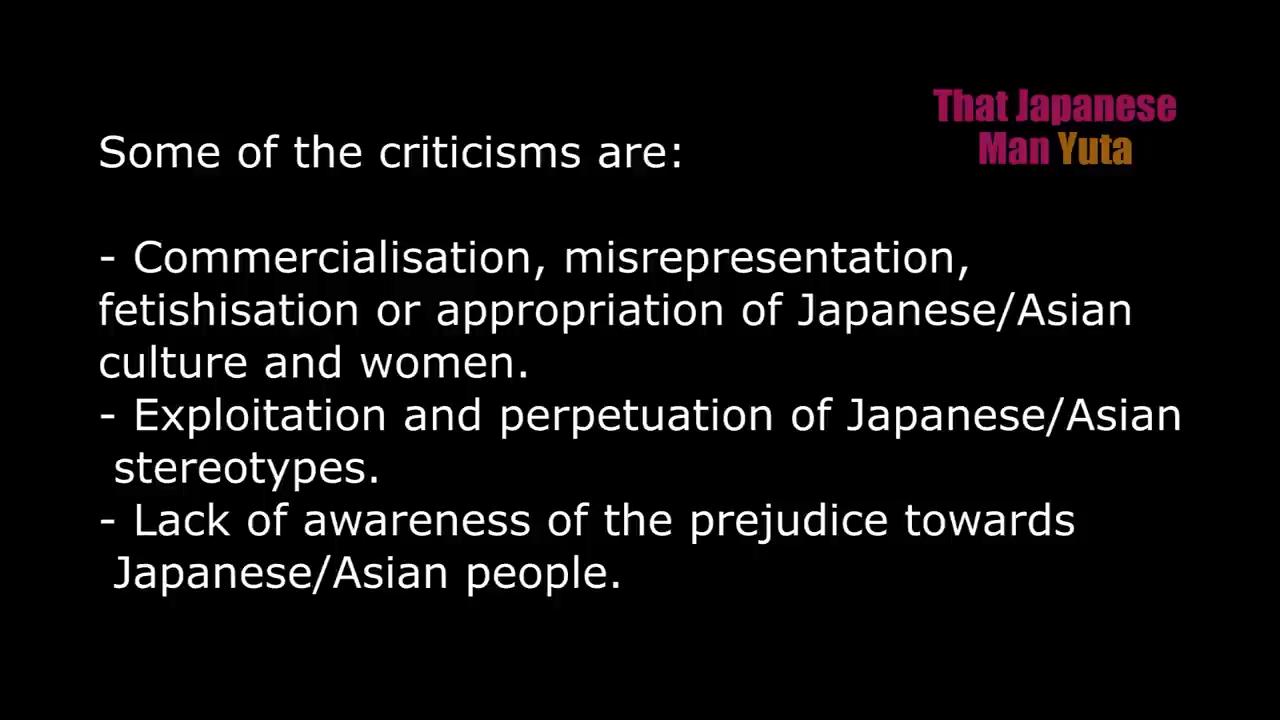 That Japanese
Man Yuta
Some of the criticisms are:
- Commercialisation, misrepresentation,
fetishisation or appropriation of Japanese/Asian
culture and women.
- Exploitation and perpetuation of Japanese/Asian
stereotypes.
- Lack of awareness of the prejudice towards
Japanese/Asian people.